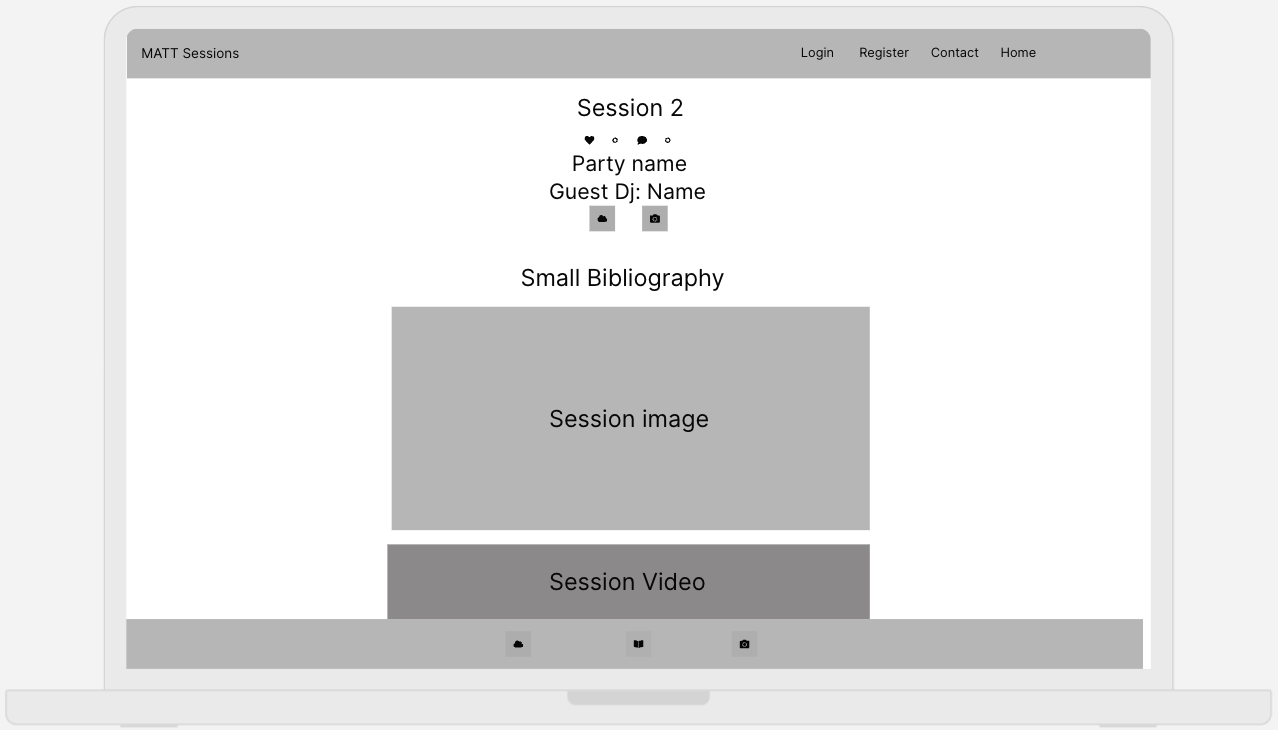 MATT Sessions Login Register Contact Home
Session 2
Party name
Guest Dj: Name
Small Bibliography
Session image
Session Video